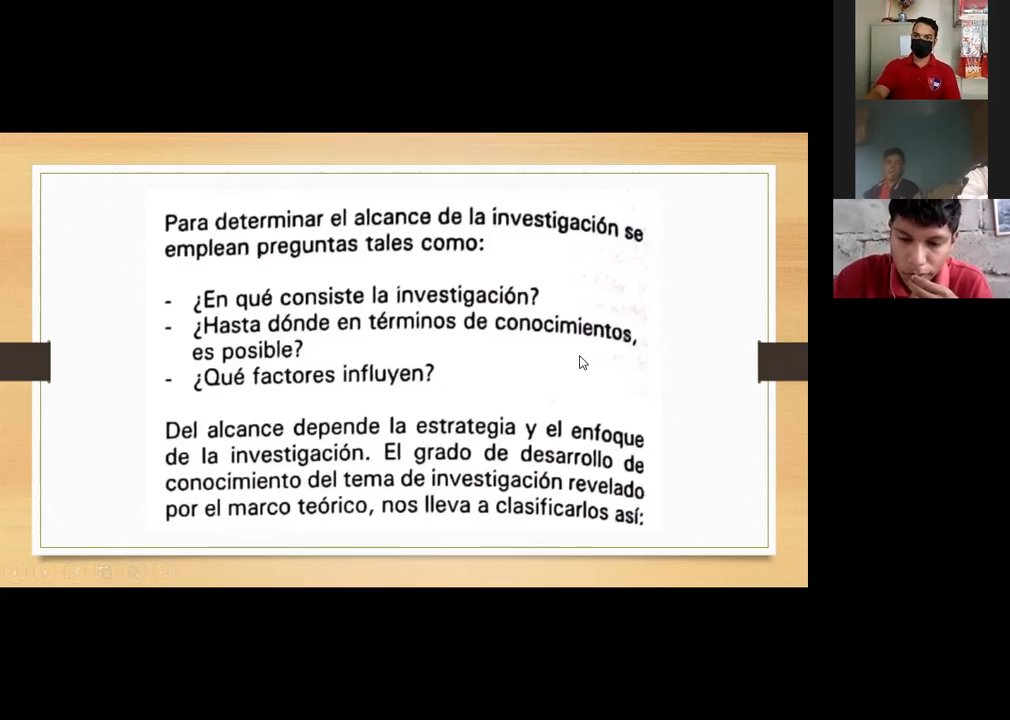 Para determinar el alcance de la investigación se
emplean preguntas tales como:
- ¿En qué consiste la investigación?
- ¿Hasta dónde en términos de conocimientos,
es posible?
- ¿Qué factores influyen?
Del alcance depende la estrategia y el enfoque
de la investigación. El grado de desarrollo de
conocimiento del tema de investigación revelado
por el marco teórico, nos lleva a clasificarlos así: